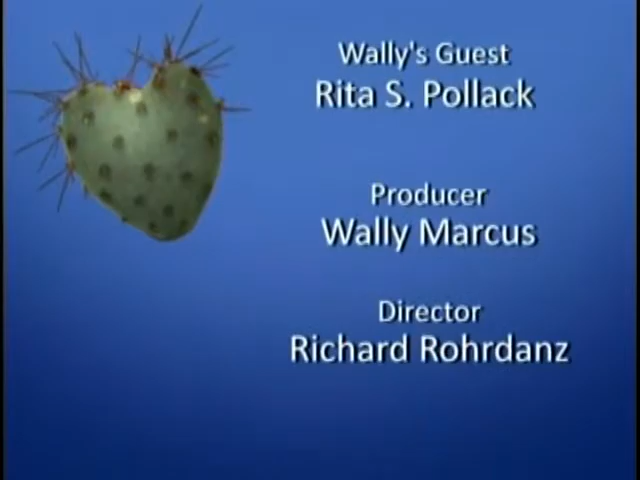 Wally's Guest
Rita S. Pollack
Producer
Wally Marcus
Director
Richard Rohrdanz